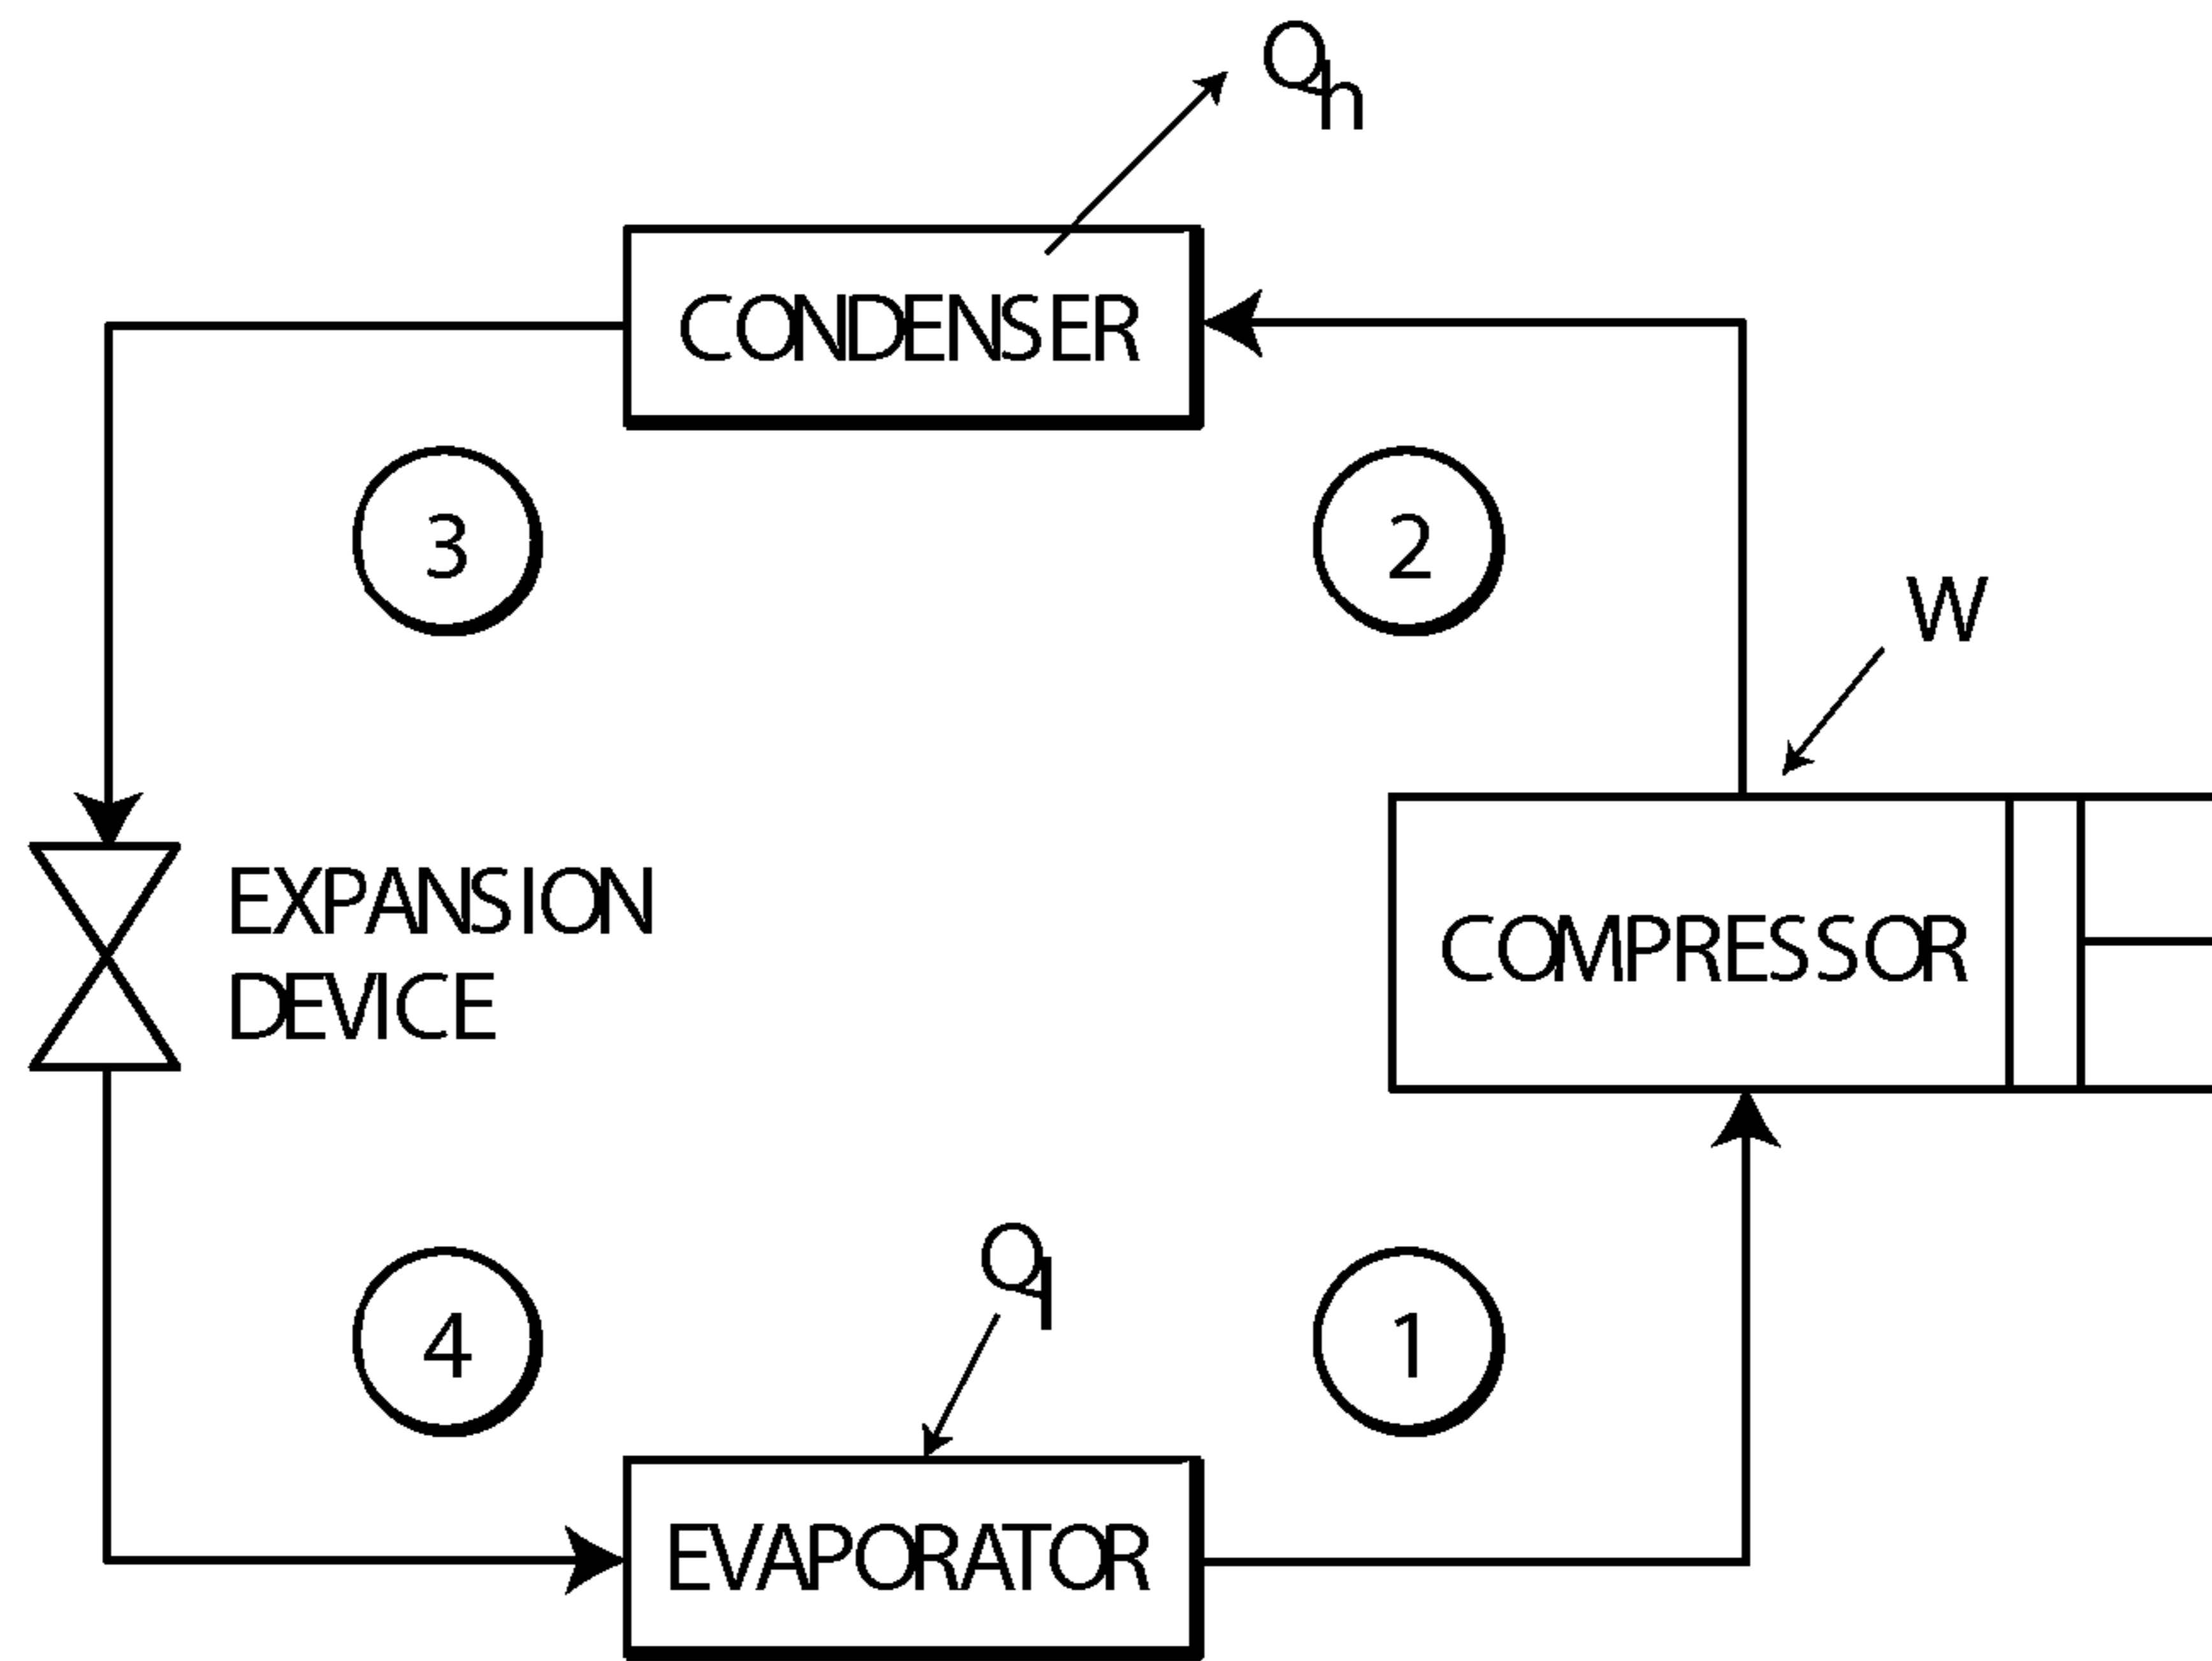 Qh
CONDENSER
3
2
W
EXPANSION
DEVICE
COMPRESSOR
Ql
4
1
EVAPORATOR